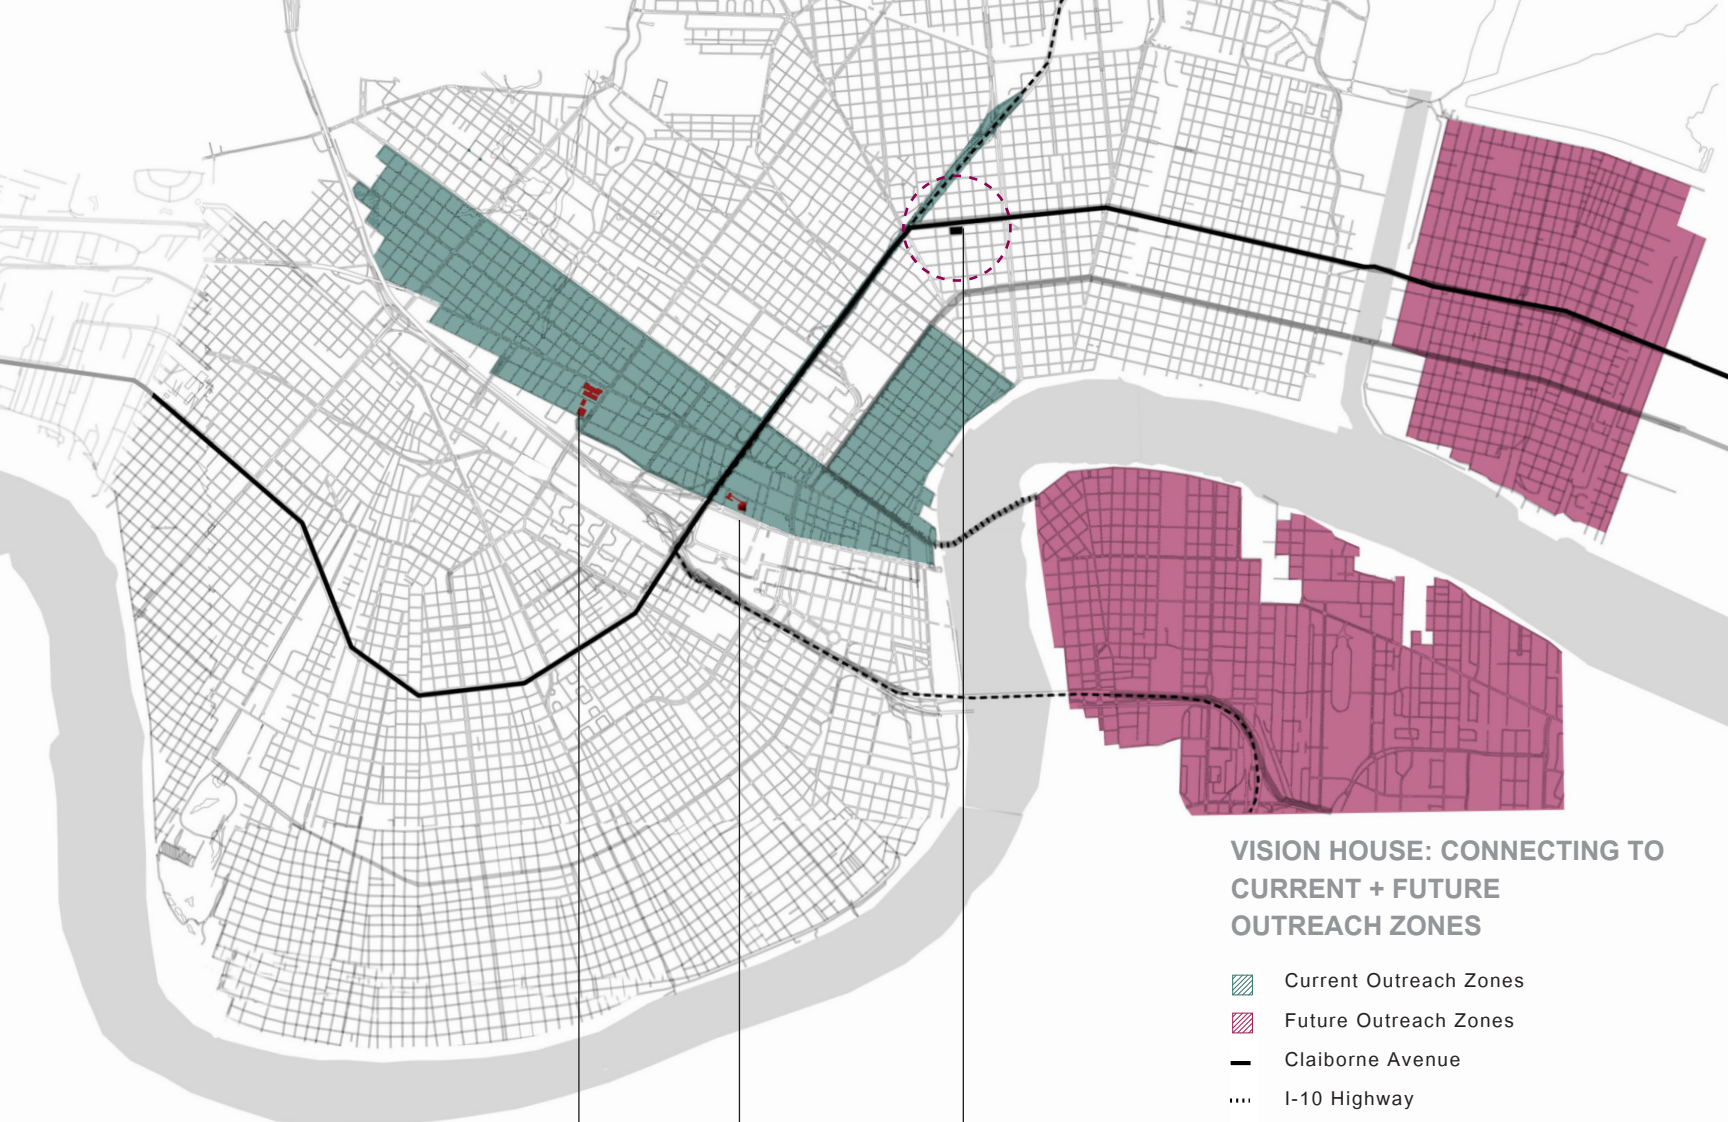 VISION HOUSE: CONNECTING TO
CURRENT + FUTURE
OUTREACH ZONES
Current Outreach Zones
Future Outreach Zones
Claiborne Avenue
I-10 Highway